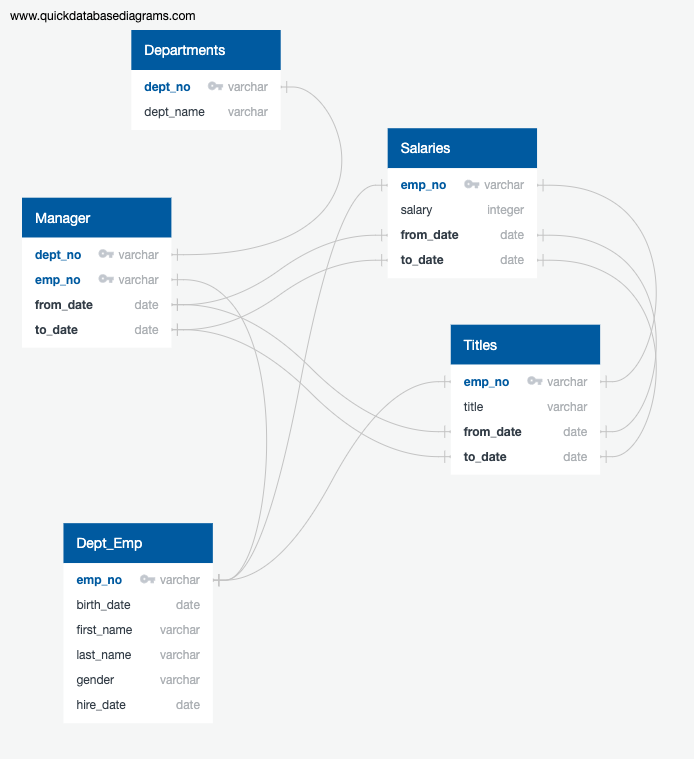 www.quickdatabasediagrams.com
Departments
dept_no varchar
dept_name varchar
Salaries
emp_no varchar
salary integer
from_date date
to_date date
Manager
dept_no varchar
emp_no varchar
from_date date
to_date date
Titles
emp_no varchar
title varchar
from_date date
to_date date
Dept_Emp
emp_no varchar
birth_date date
first_name varchar
last_name varchar
gender varchar
hire_date date